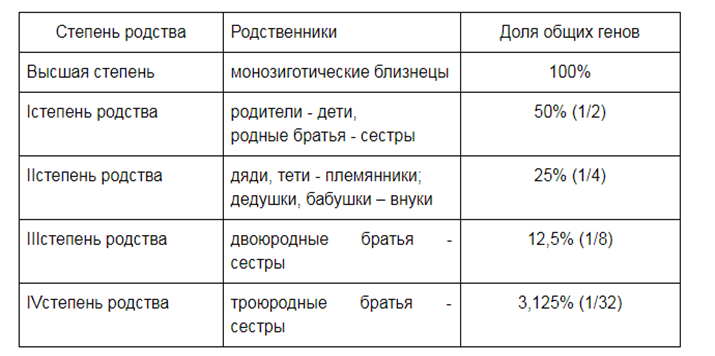 Степень родства Родственники Доля общих генов
Высшая степень монозиготические близнецы 100%
Iстепень родства родители - дети, 50% (1/2)
родные братья - сестры
IIстепень родства дяди, тети - племянники; 25% (1/4)
дедушки, бабушки – внуки
IIIстепень родства двоюродные братья - 12,5% (1/8)
сестры
IVстепень родства троюродные братья - 3,125% (1/32)
сестры